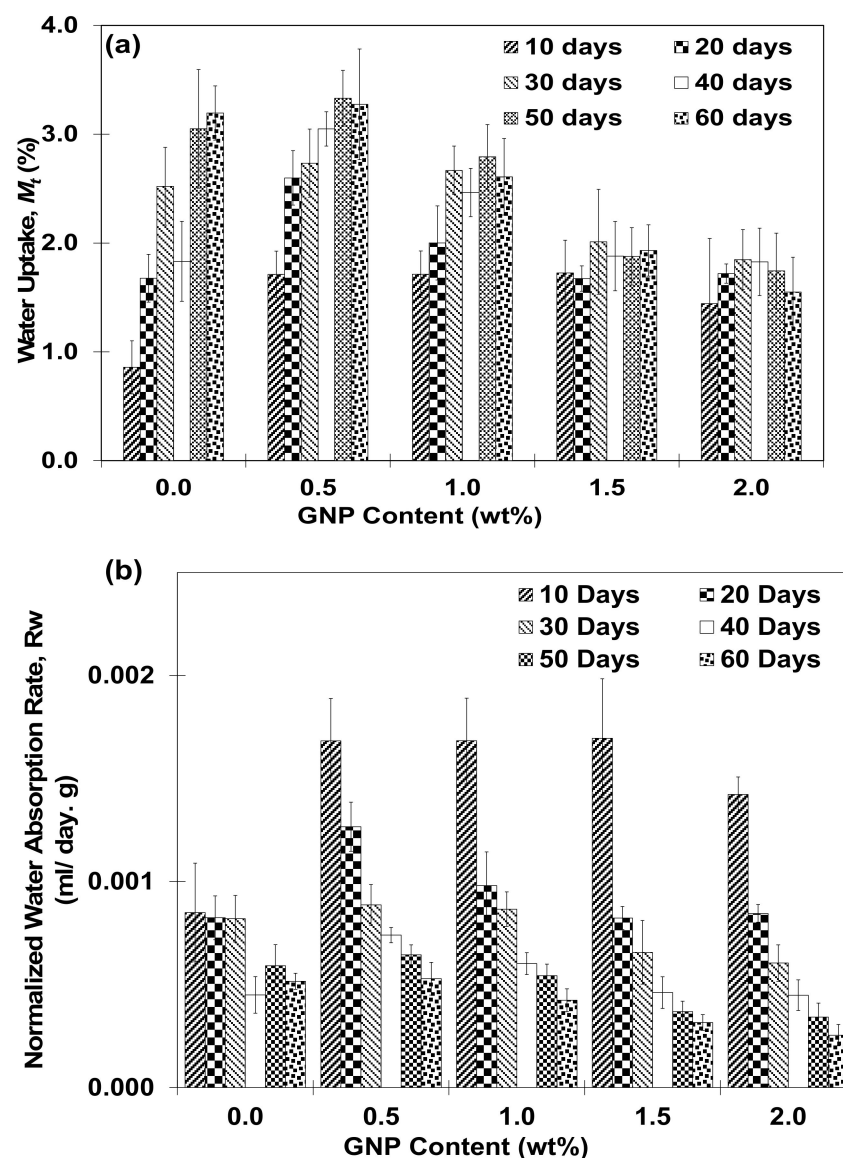 (a)
10 days 20 days
30 days 40 days
50 days 60 days
4.0
3.0
2.0
1.0
0.0
Water Uptake, Mt (%)
0.0 0.5 1.0 1.5 2.0
GNP Content (wt%)
(b)
10 Days 20 Days
30 Days 40 Days
50 Days 60 Days
0.002
0.001
0.000
Normalized Water Absorption Rate, Rw
(ml/ day. g)
0.0 0.5 1.0 1.5 2.0
GNP Content (wt%)